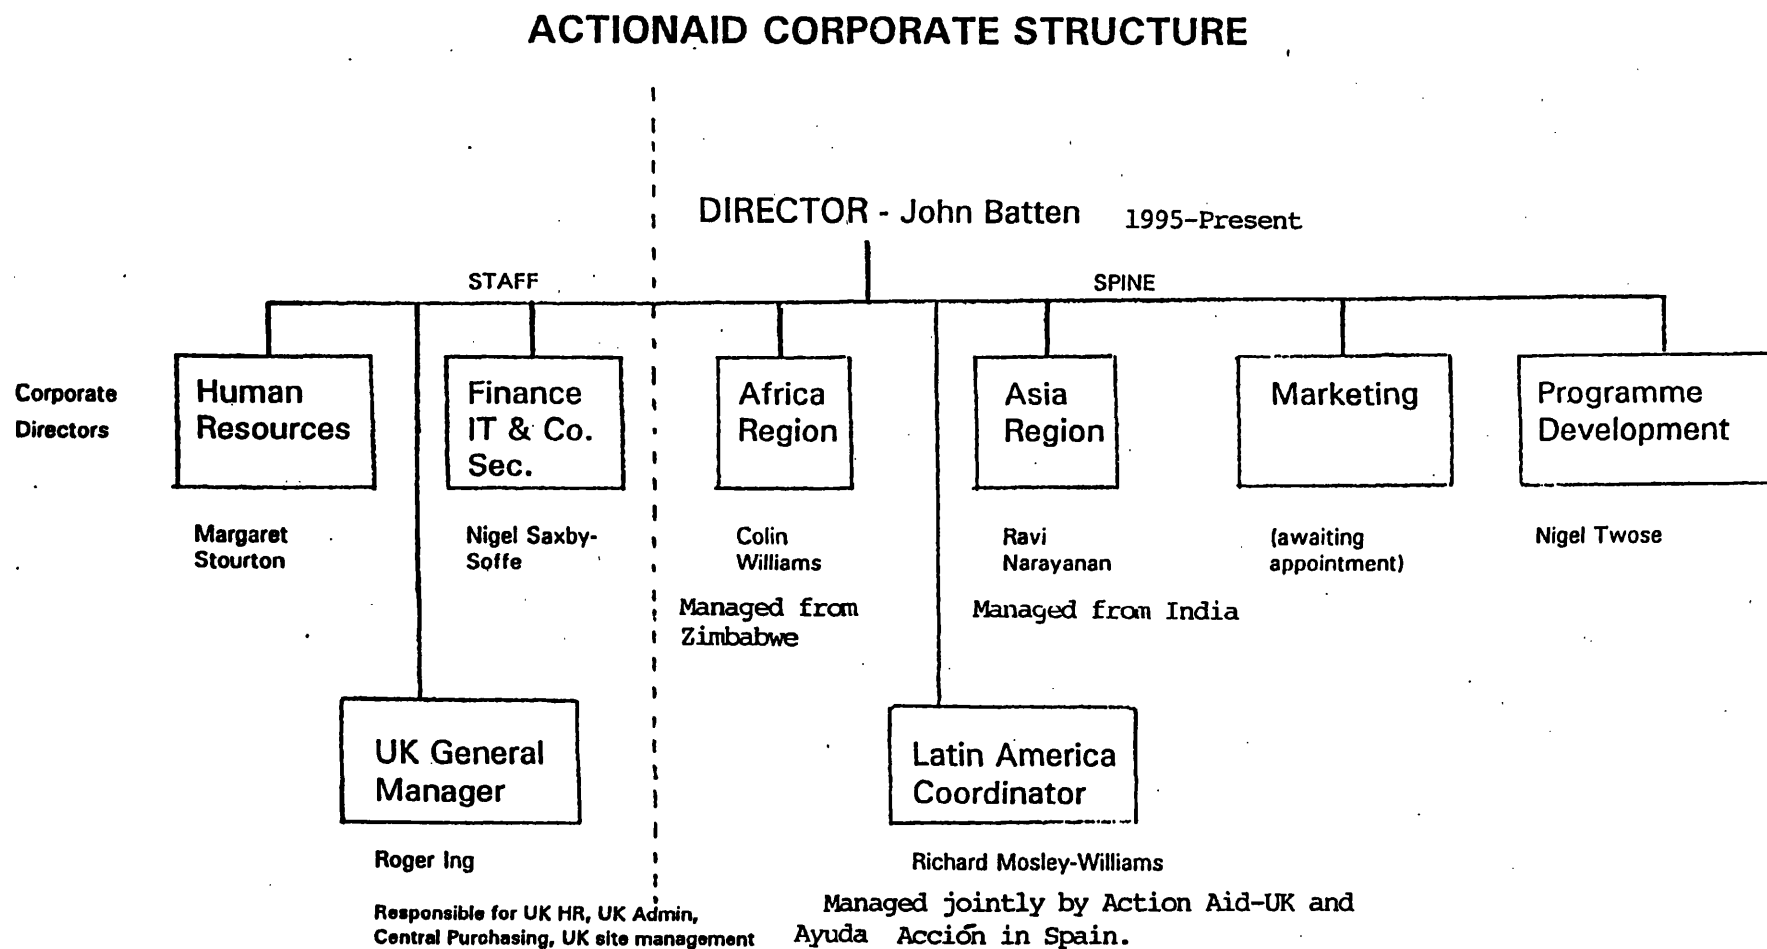 ACTIONAID CORPORATE STRUCTURE
DIRECTOR - John Batten 1995-Present
STAFF
SPINE
Corporate
Directors
Human
Resources
Finance
IT & Co.
Sec.
Africa
Region
Asia
Region
Marketing
Programme
Development
Margaret
Stourton
Nigel Saxby-
Soffe
Colin
Williams
Ravi
Narayanan
(awaiting
appointment)
Nigel Twose
Managed from
Zimbabwe
Managed from India
UK General
Manager
Latin America
Coordinator
Roger Ing
Richard Mosley-Williams
Responsible for UK HR, UK Admin,
Central Purchasing, UK site management
Managed jointly by Action Aid-UK and
Ayuda Acción in Spain.